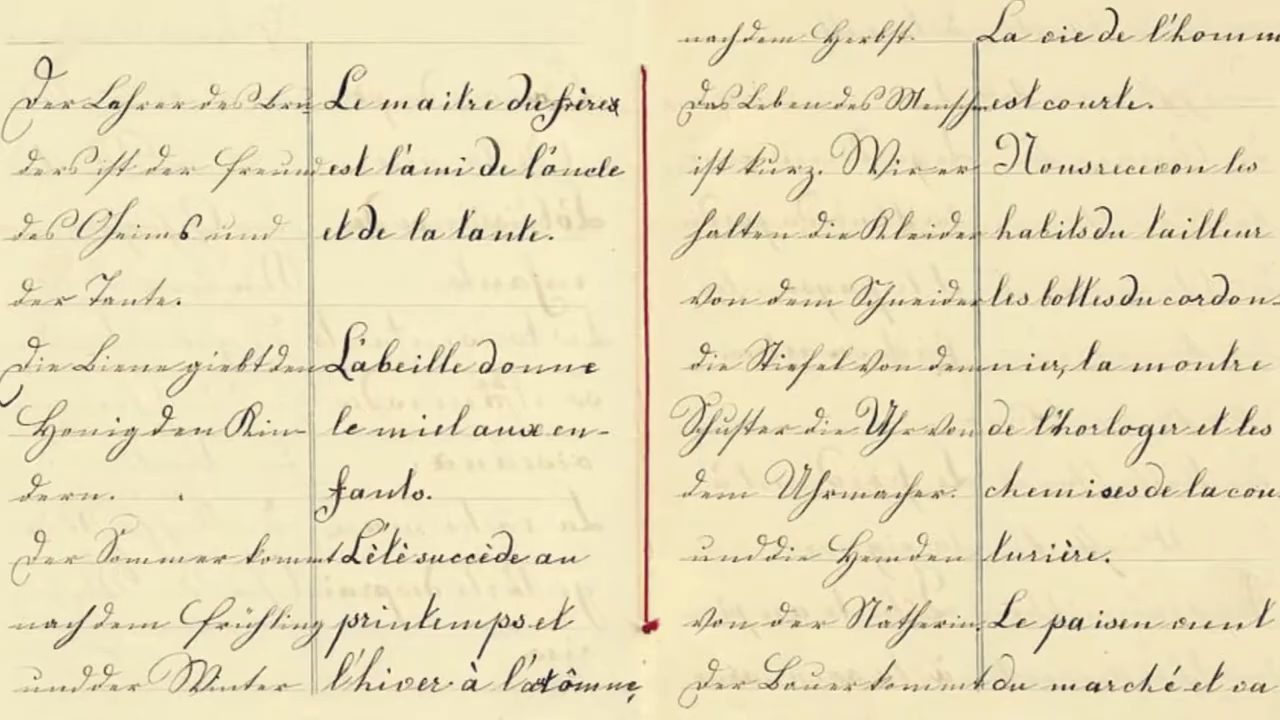 Der Lehrer des Bru
ders ist der Freund
des Oheims und
der Tante.
Die Biene giebt den
Honig den Kin-
dern.
Der Sommer kommt
nach dem Frühling
und der Winter
Le maitre du frères
est l'ami de l'oncle
et de la tante.
L'abeille donne
le miel aux en-
fants.
L'été succède au
printemps et
l'hiver à l'atômne,
nach dem Herbst.
Das Leben des Menschen
ist kurz. Wir er
halten die Kleider
von dem Schneider
die Stiefel von dem
Schuster die Uhr von
dem Uhrmacher.
und die Hemden
von der Nätherin.
Der Bauer kommt
La vie de l'homm
est courte.
Nous recevon les
habits du tailleur
les bottes du cordon-
nier, la montre
de l'horloger et les
chemises de la cou
turière.
Le paisen vient
du marché et va